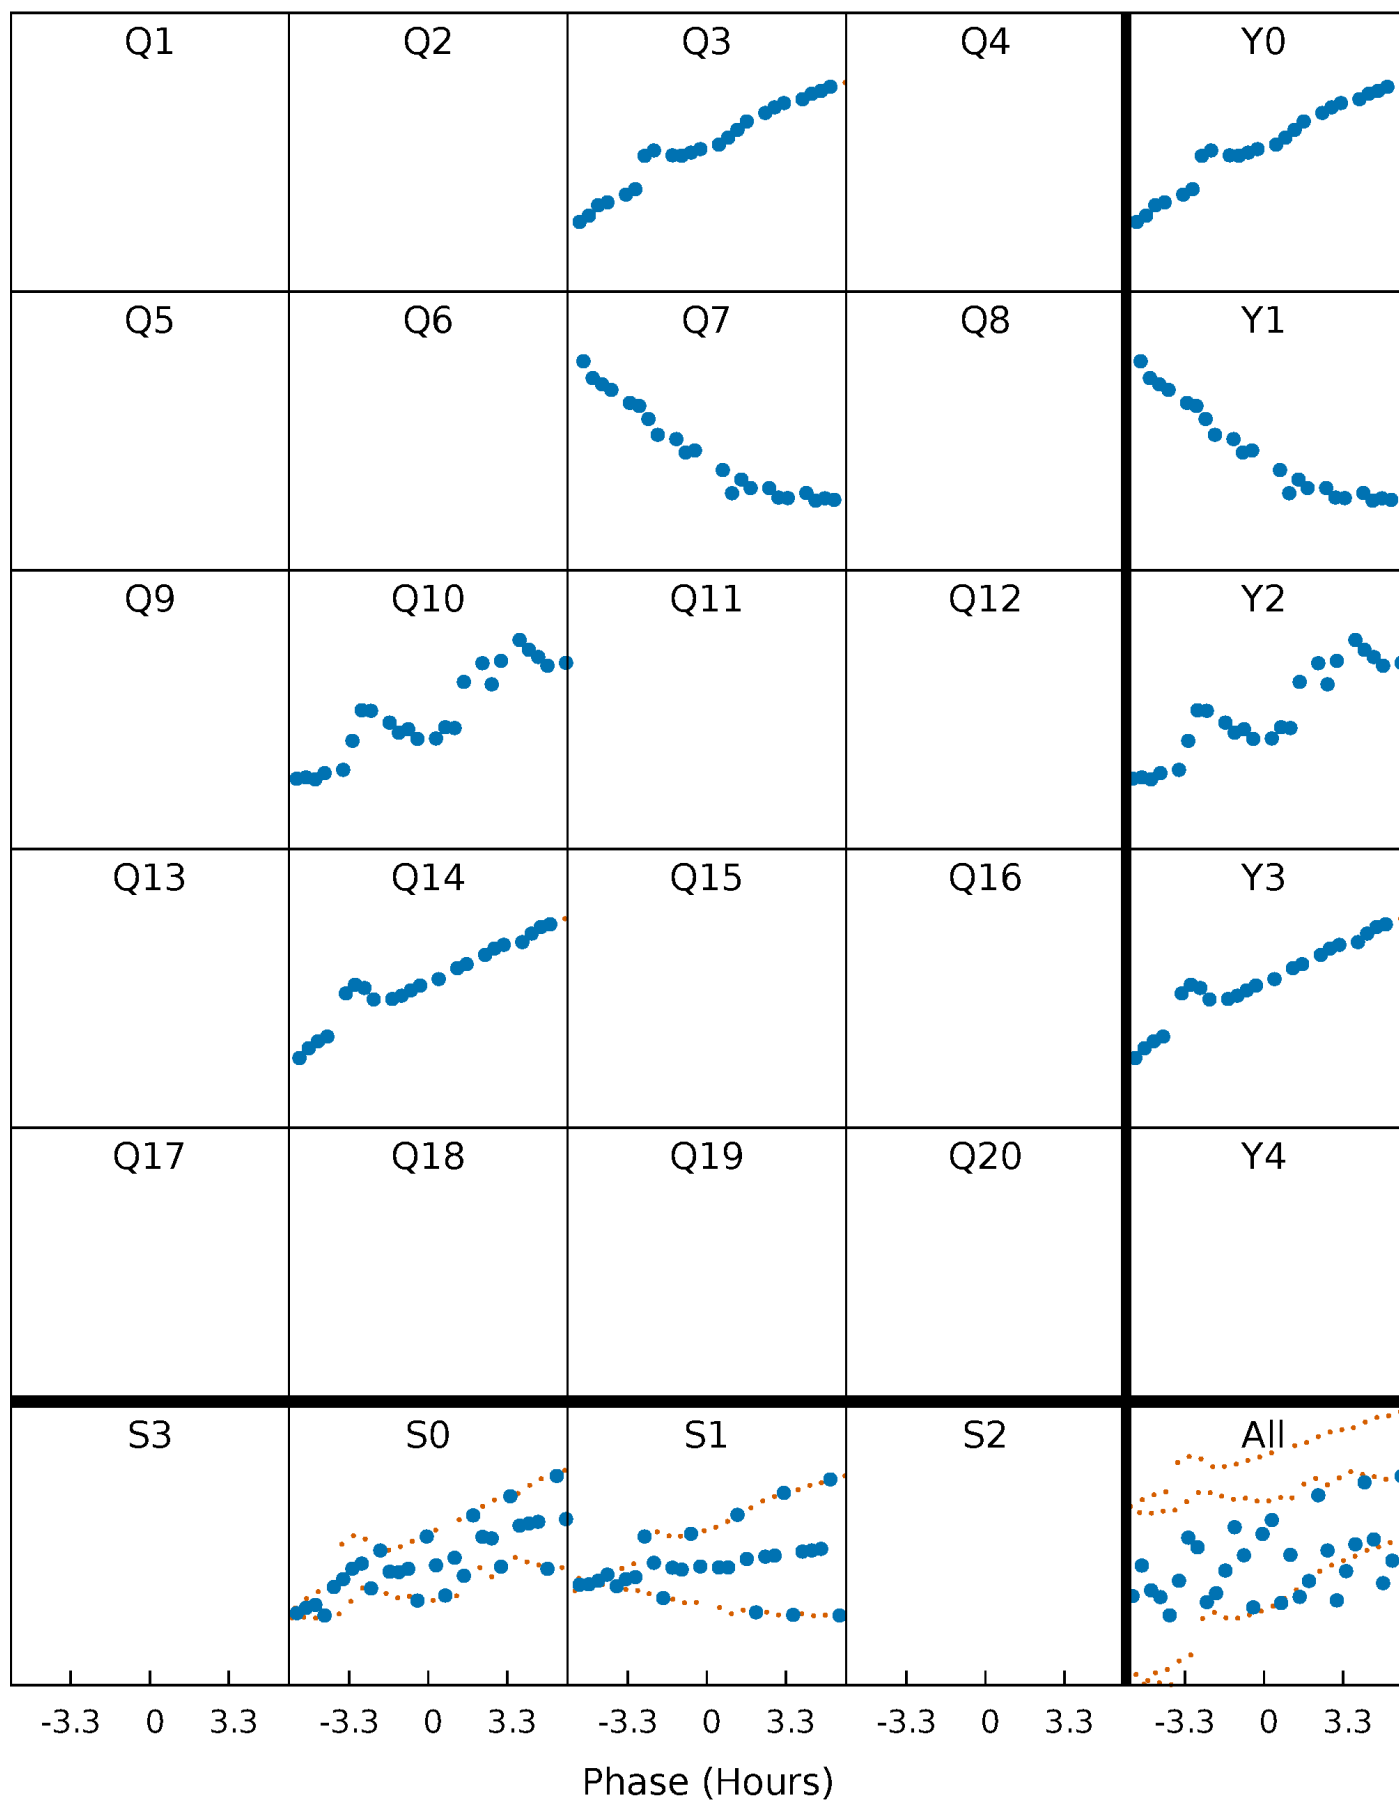 Q1 Q2 Q3 Q4 Y0
Q5 Q6 Q7 Q8 Y1
Q9 Q10 Q11 Q12 Y2
Q13 Q14 Q15 Q16 Y3
Q17 Q18 Q19 Q20 Y4
S3 S0 S1 S2 All
-3.3 0 3.3 -3.3 0 3.3 -3.3 0 3.3 -3.3 0 3.3 -3.3 0 3.3
Phase (Hours)